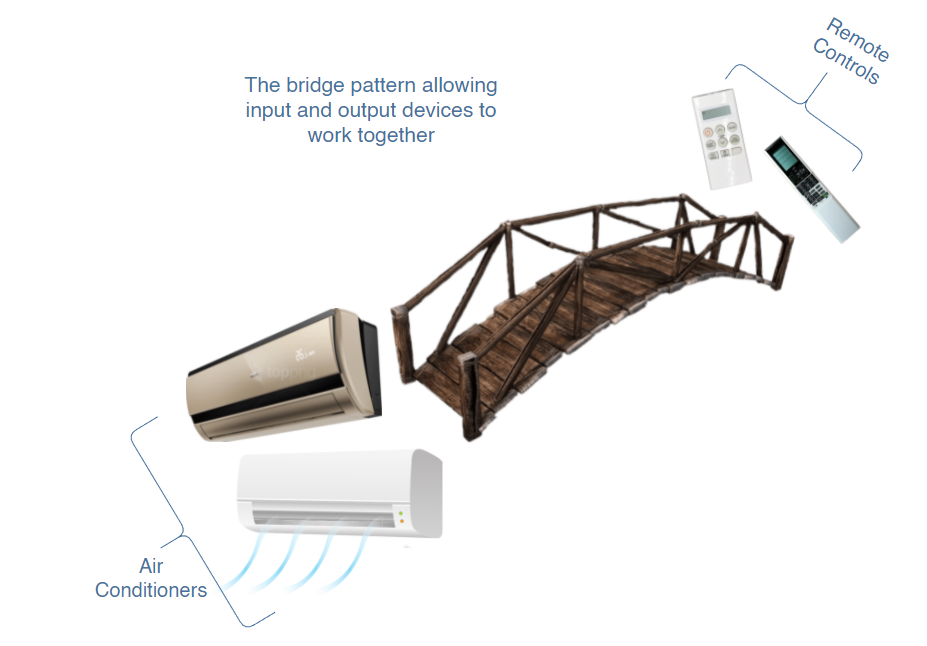 The bridge pattern allowing
input and output devices to
work together
Remote
Controls
Air
Conditioners